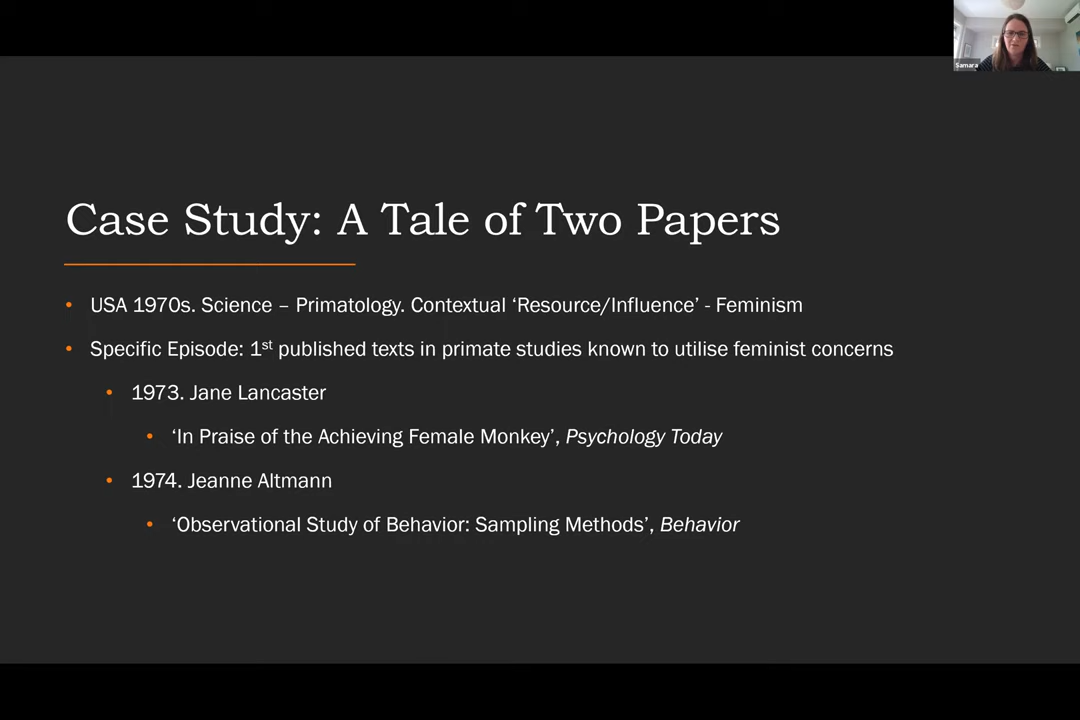 Samara
Case Study: A Tale of Two Papers
• USA 1970s. Science – Primatology. Contextual ‘Resource/Influence’ - Feminism
• Specific Episode: 1st published texts in primate studies known to utilise feminist concerns
• 1973. Jane Lancaster
• ‘In Praise of the Achieving Female Monkey’, Psychology Today
• 1974. Jeanne Altmann
• ‘Observational Study of Behavior: Sampling Methods’, Behavior